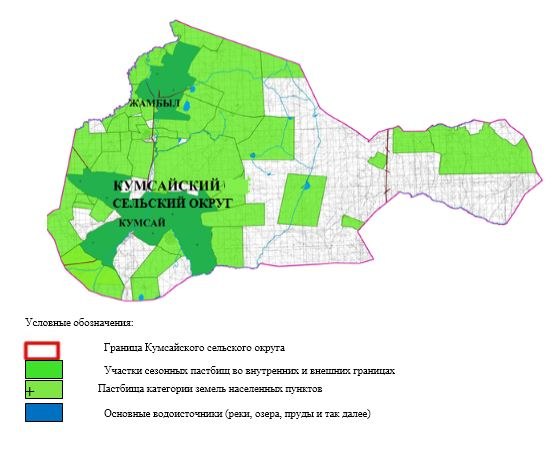 ЖАМБЫЛ
КУМСАЙСКИЙ
СЕЛЬСКИЙ ОКРУГ
КУМСАЙ
Условные обозначения:
Граница Кумсайского сельского округа
Участки сезонных пастбищ во внутренних и внешних границах
Пастбища категории земель населенных пунктов
Основные водоисточники (реки, озера, пруды и так далее)